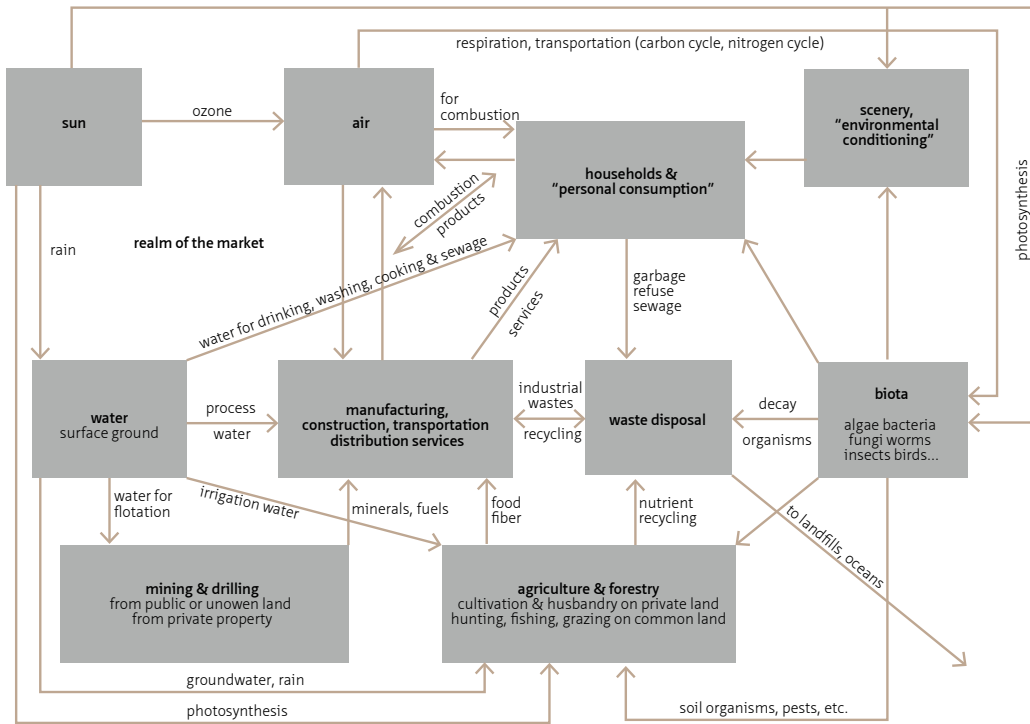 respiration, transportation (carbon cycle, nitrogen cycle)
sun
ozone
air
for
combustion
scenery,
"environmental
conditioning"
households &
"personal consumption"
photosynthesis
combustion
products
rain
realm of the market
water for drinking, washing, cooking & sewage
products
services
garbage
refuse
sewage
water
surface ground
process
water
manufacturing,
construction, transportation
distribution services
industrial
wastes
recycling
waste disposal
decay
organisms
biota
algae bacteria
fungi worms
insects birds...
water for
flotation
irrigation water
minerals, fuels
food
fiber
nutrient
recycling
to landfills, oceans
mining & drilling
from public or unowen land
from private property
agriculture & forestry
cultivation & husbandry on private land
hunting, fishing, grazing on common land
groundwater, rain
photosynthesis
soil organisms, pests, etc.